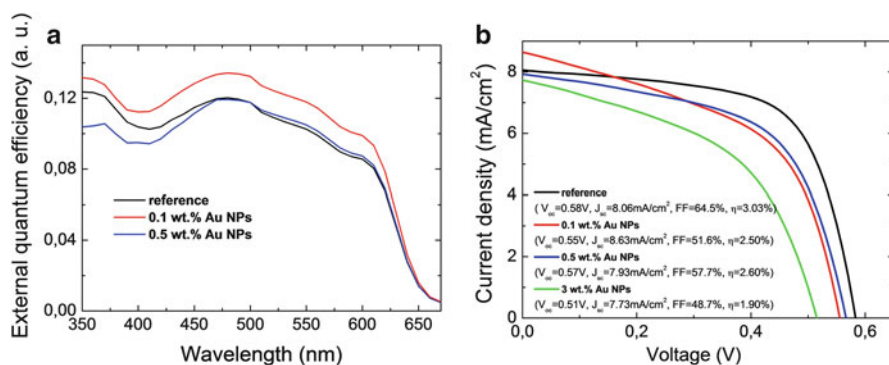 a
External quantum efficiency (a. u.)
0,12
0,08
0,04
0,00
reference
0.1 wt.% Au NPs
0.5 wt.% Au NPs
350 400 450 500 550 600 650
Wavelength (nm)
b
Current density (mA/cm²)
10
8
6
4
2
0
reference
( Voc=0.58V, Jsc=8.06mA/cm², FF=64.5%, η=3.03%)
0.1 wt.% Au NPs
(Voc=0.55V, Jsc=8.63mA/cm², FF=51.6%, η=2.50%)
0.5 wt.% Au NPs
(Voc=0.57V, Jsc=7.93mA/cm², FF=57.7%, η=2.60%)
3 wt.% Au NPs
(Voc=0.51V, Jsc=7.73mA/cm², FF=48.7%, η=1.90%)
0,0 0,2 0,4 0,6
Voltage (V)